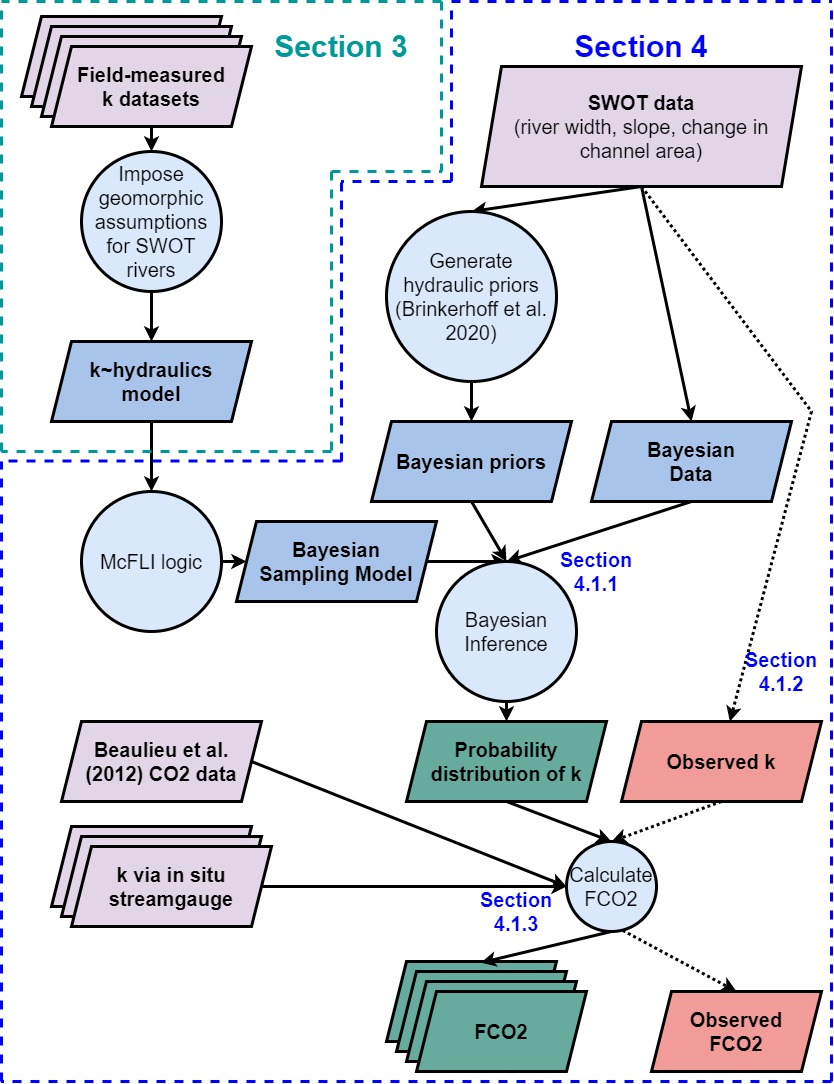 Section 3
Section 4
Field-measured
k datasets
SWOT data
(river width, slope, change in
channel area)
Impose
geomorphic
assumptions
for SWOT
rivers
Generate
hydraulic priors
(Brinkerhoff et al.
2020)
k~hydraulics
model
Bayesian priors
Bayesian
Data
McFLI logic
Bayesian
Sampling Model
Section
4.1.1
Bayesian
Inference
Section
4.1.2
Beaulieu et al.
(2012) CO2 data
Probability
distribution of k
Observed k
k via in situ
streamgauge
Calculate
FCO2
Section
4.1.3
FCO2
Observed
FCO2